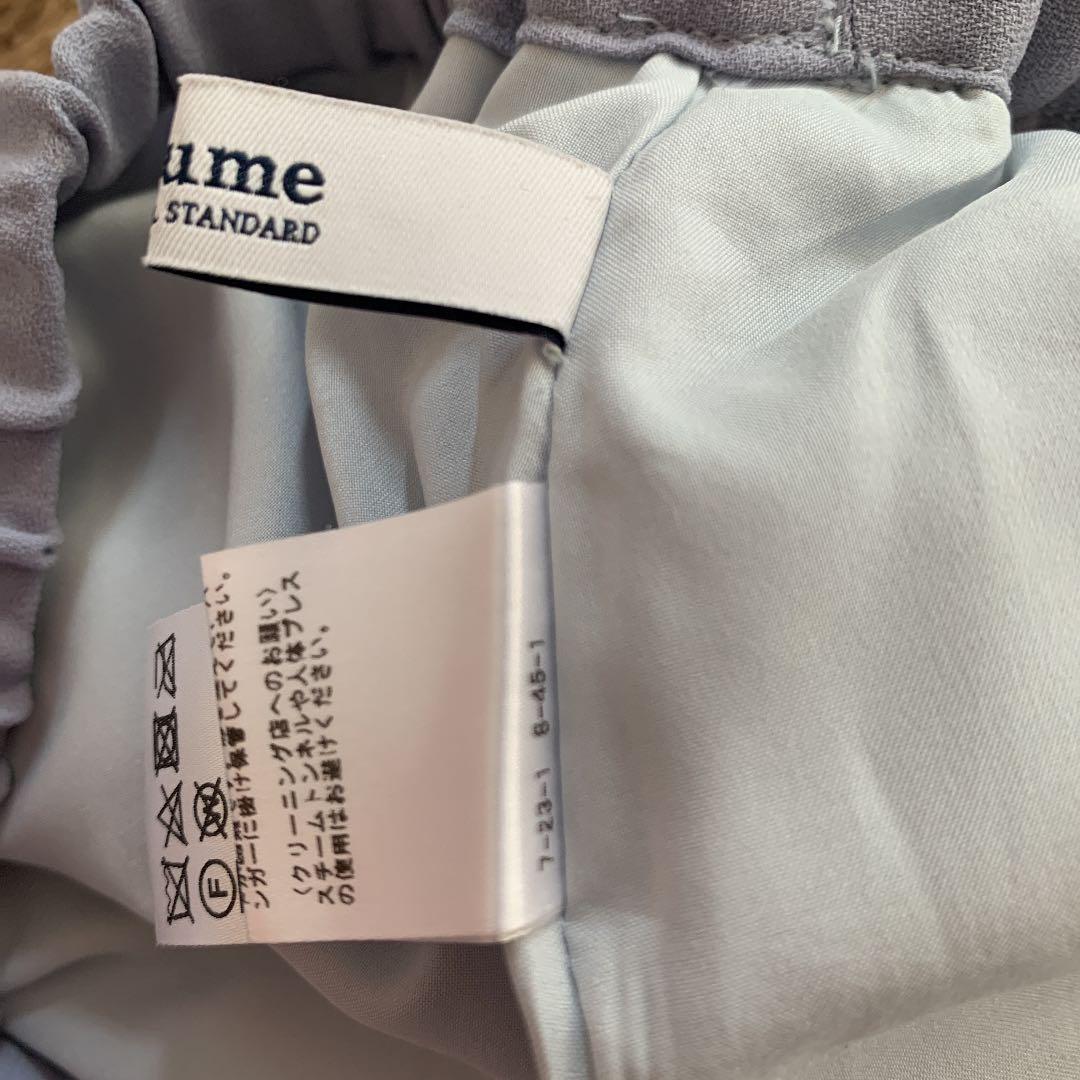 ume
STANDARD
ンガーに掛け保管してください。
〈クリーニング店へのお願い〉
スチームトンネルや人体プレス
の使用はお避けください。
7-23-1 8-45-1
F
W